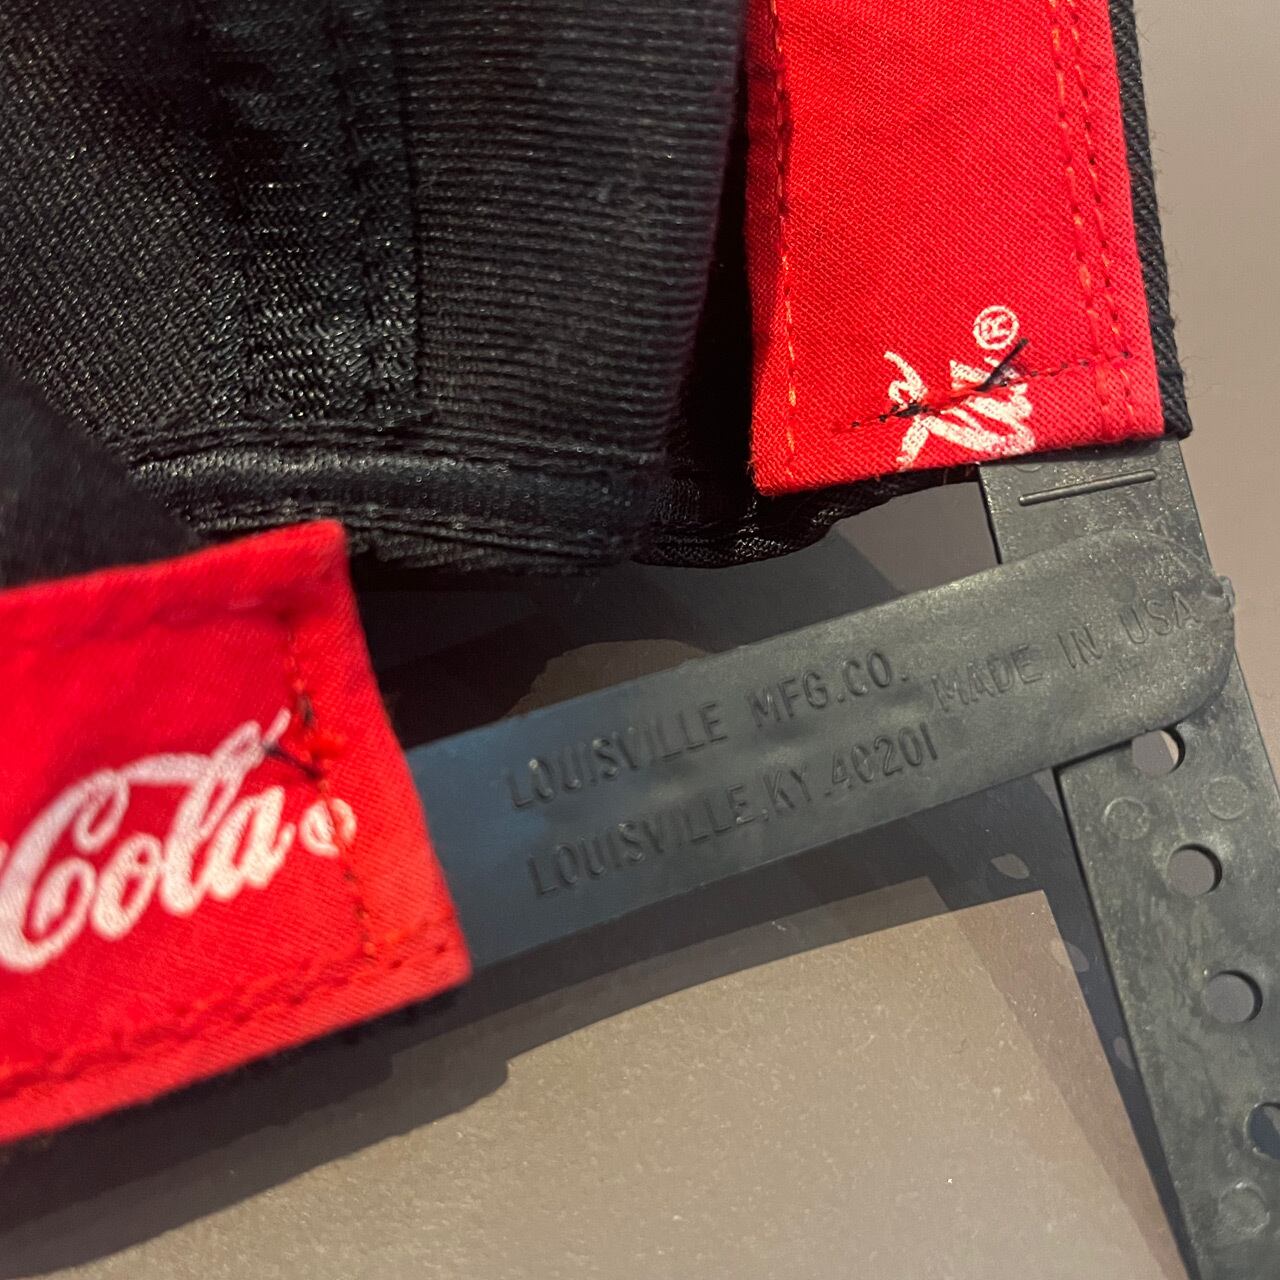 ®
Cola®
LOUISVILLE MFG.CO. MADE IN USA
LOUISVILLE,KY.40201